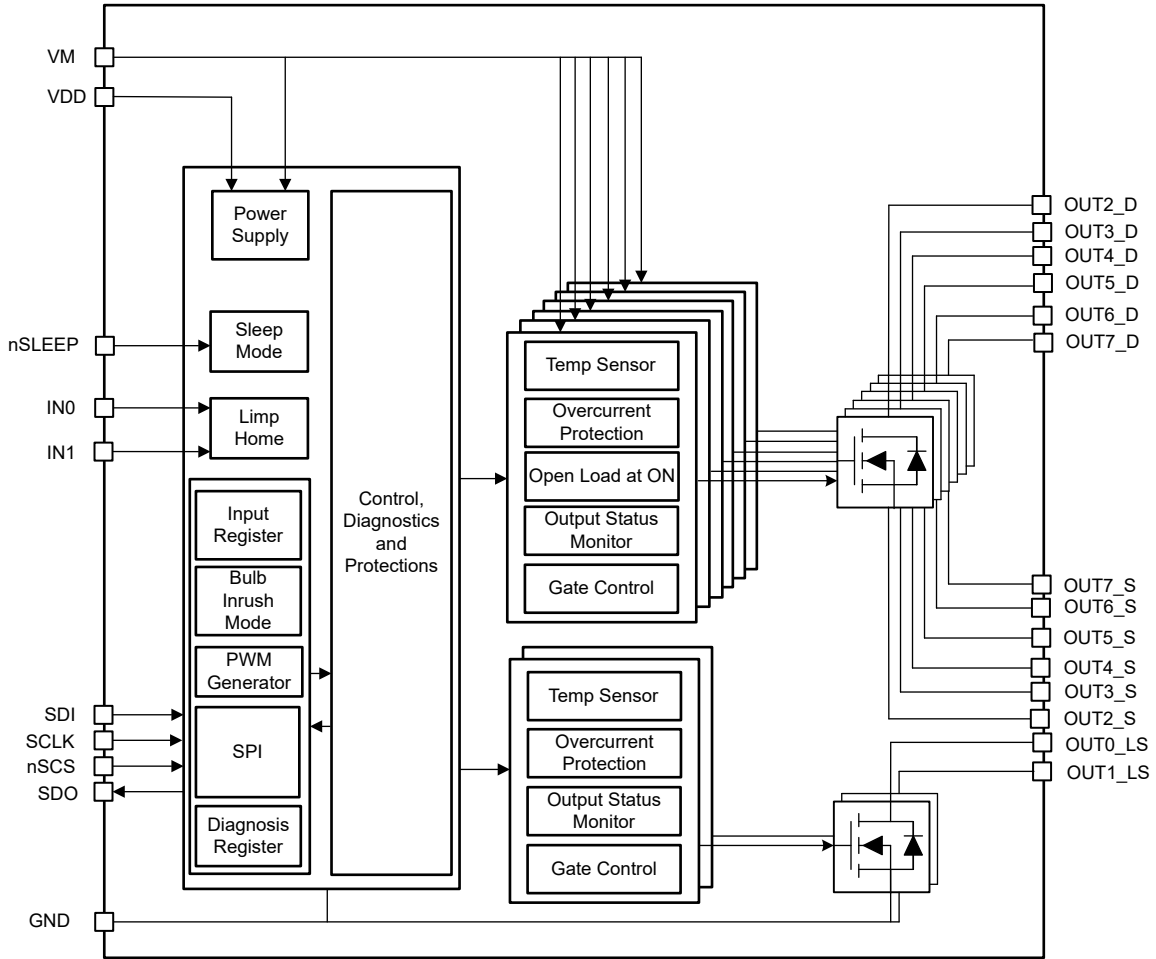 VM
VDD
nSLEEP
IN0
IN1
SDI
SCLK
nSCS
SDO
GND
Power
Supply
Sleep
Mode
Limp
Home
Input
Register
Bulb
Inrush
Mode
PWM
Generator
SPI
Diagnosis
Register
Control,
Diagnostics
and
Protections
Temp Sensor
Overcurrent
Protection
Open Load at ON
Output Status
Monitor
Gate Control
Temp Sensor
Overcurrent
Protection
Output Status
Monitor
Gate Control
OUT2_D
OUT3_D
OUT4_D
OUT5_D
OUT6_D
OUT7_D
OUT7_S
OUT6_S
OUT5_S
OUT4_S
OUT3_S
OUT2_S
OUT0_LS
OUT1_LS